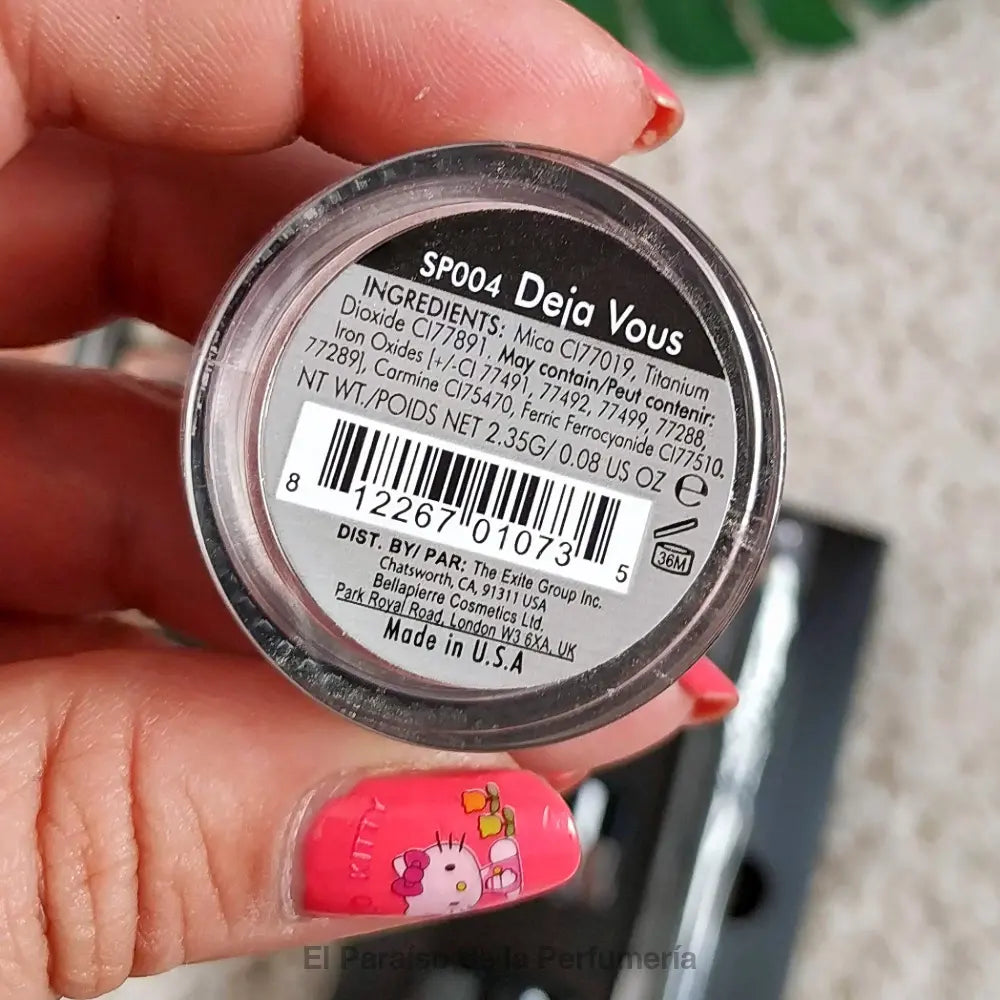 SP004 Deja Vous
INGREDIENTS: Mica CI77019, Titanium
Dioxide CI77891. May contain/Peut contenir:
Iron Oxides [+/-CI 77491, 77492, 77499, 77288,
77289], Carmine CI75470, Ferric Ferrocyanide CI77510.
NT WT./POIDS NET 2.35G/ 0.08 US OZ ℮
36M
8 12267 01073 5
DIST. BY/ PAR: The Exite Group Inc.
Chatsworth, CA, 91311 USA
Bellapierre Cosmetics Ltd.
Park Royal Road, London W3 6XA, UK
Made in U.S.A
KITTY
El Paraíso de la Perfumería